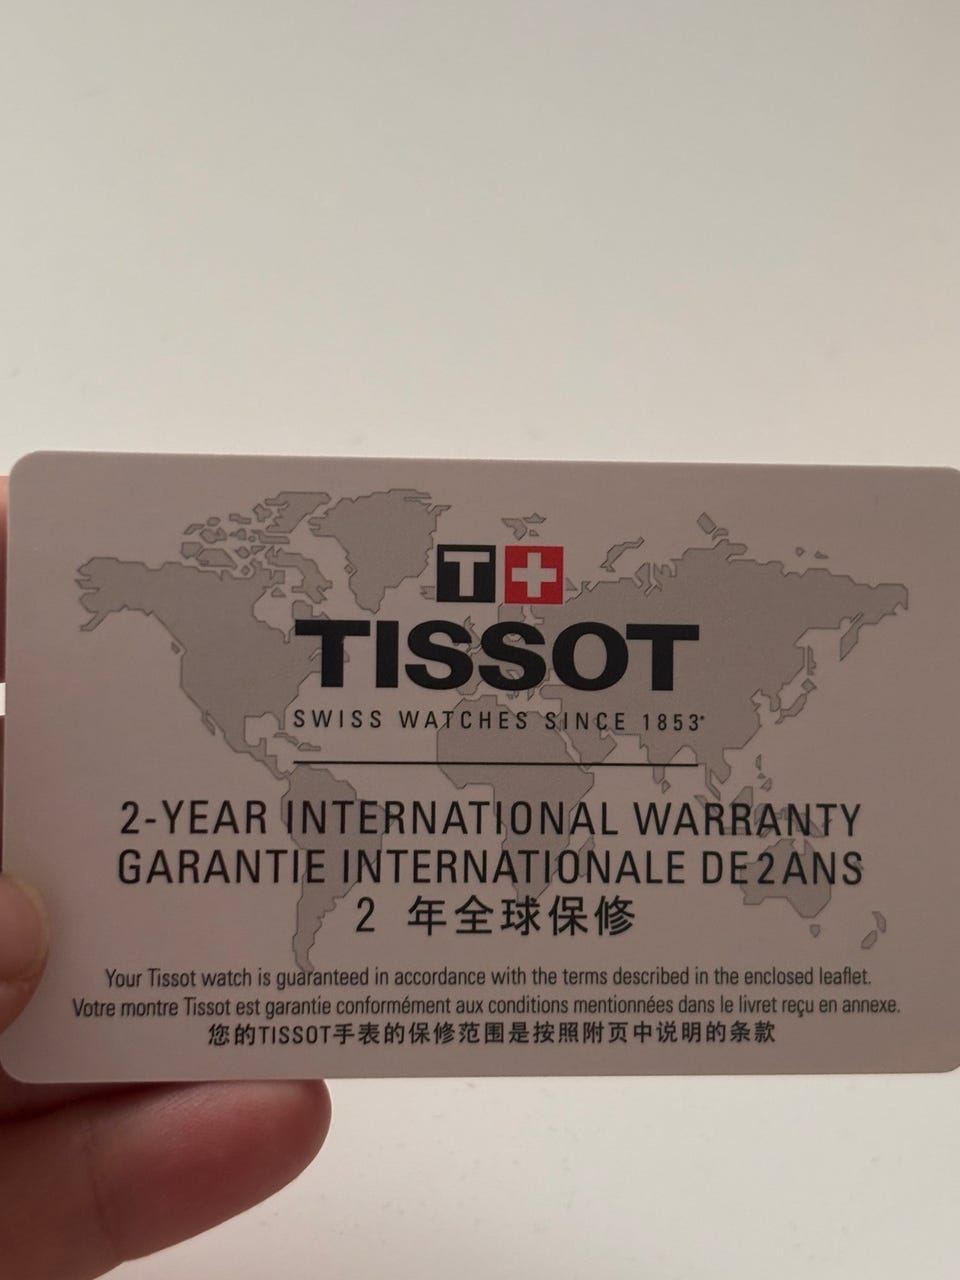 T+
TISSOT
SWISS WATCHES SINCE 1853*
2-YEAR INTERNATIONAL WARRANTY
GARANTIE INTERNATIONALE DE 2 ANS
2 年全球保修
Your Tissot watch is guaranteed in accordance with the terms described in the enclosed leaflet.
Votre montre Tissot est garantie conformément aux conditions mentionnées dans le livret reçu en annexe.
您的TISSOT手表的保修范围是按照附页中说明的条款